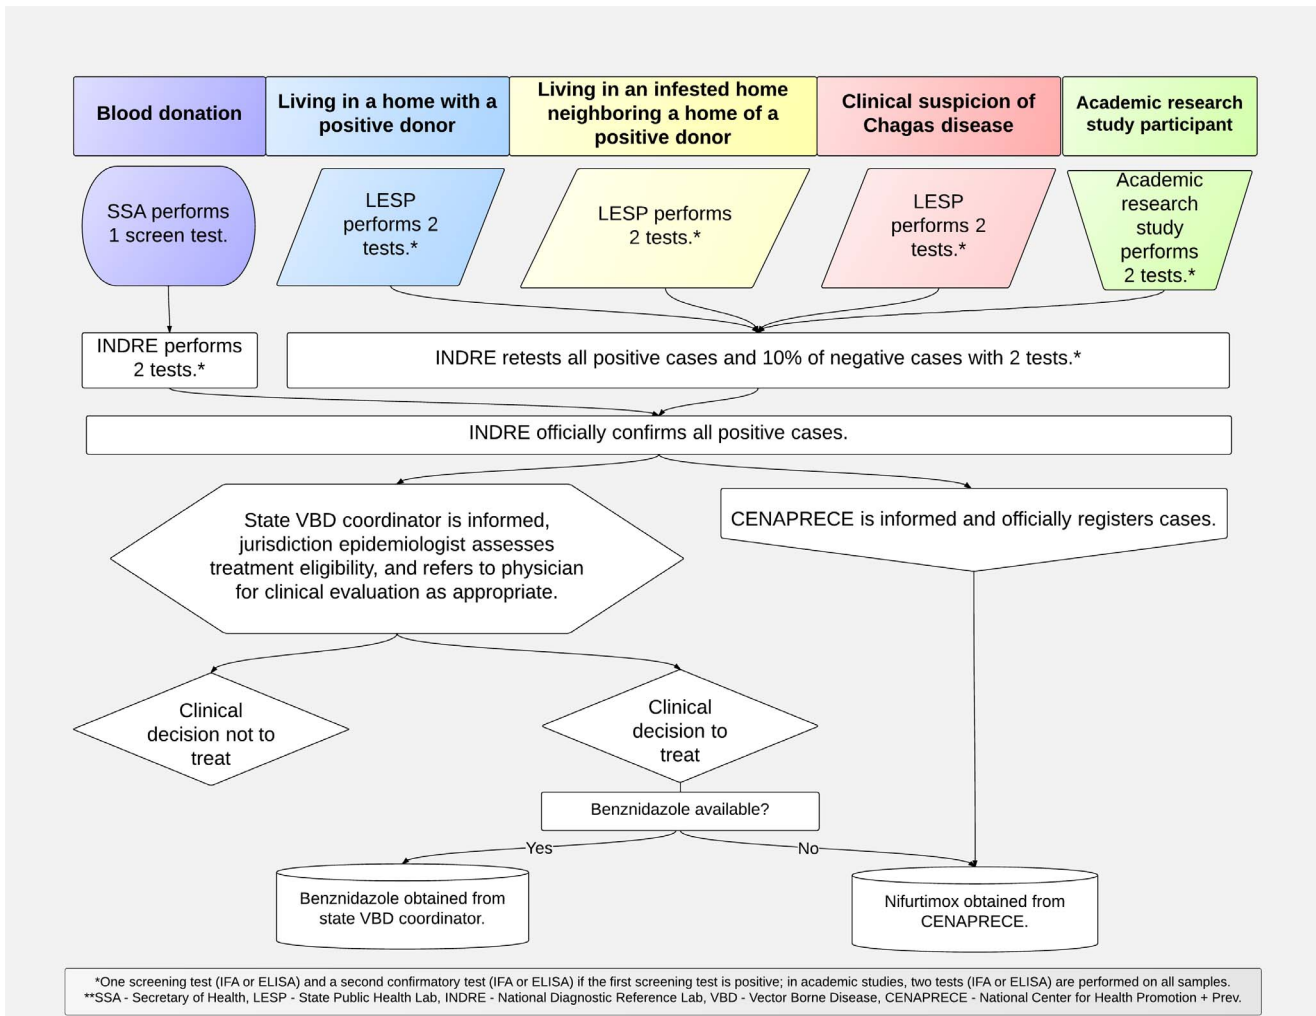 Blood donation
Living in a home with a
positive donor
Living in an infested home
neighboring a home of a
positive donor
Clinical suspicion of
Chagas disease
Academic research
study participant
SSA performs
1 screen test.
LESP
performs 2
tests.*
LESP performs
2 tests.*
LESP
performs 2
tests.*
Academic
research
study
performs
2 tests.*
INDRE performs
2 tests.*
INDRE retests all positive cases and 10% of negative cases with 2 tests.*
INDRE officially confirms all positive cases.
State VBD coordinator is informed,
jurisdiction epidemiologist assesses
treatment eligibility, and refers to physician
for clinical evaluation as appropriate.
CENAPRECE is informed and officially registers cases.
Clinical
decision not to
treat
Clinical
decision to
treat
Benznidazole available?
Yes
No
Benznidazole obtained from
state VBD coordinator.
Nifurtimox obtained from
CENAPRECE.
*One screening test (IFA or ELISA) and a second confirmatory test (IFA or ELISA) if the first screening test is positive; in academic studies, two tests (IFA or ELISA) are performed on all samples.
**SSA - Secretary of Health, LESP - State Public Health Lab, INDRE - National Diagnostic Reference Lab, VBD - Vector Borne Disease, CENAPRECE - National Center for Health Promotion + Prev.